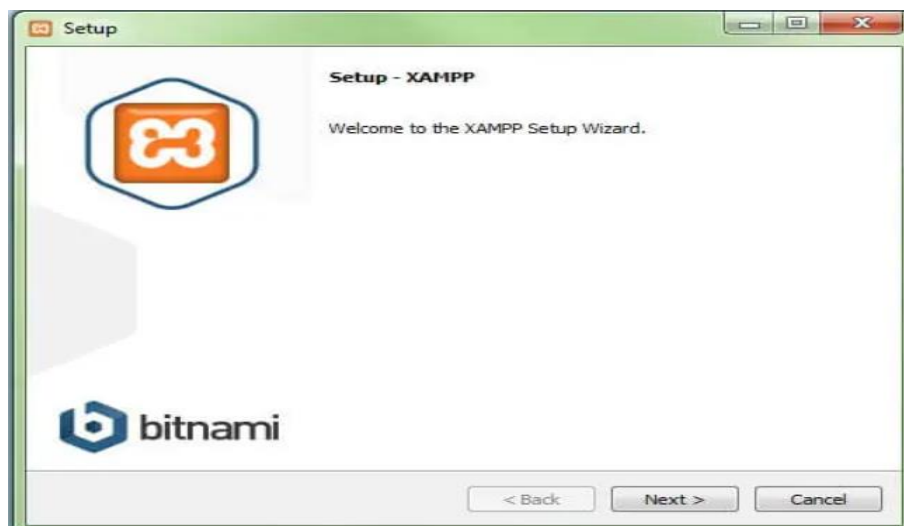 Setup
Setup - XAMPP
Welcome to the XAMPP Setup Wizard.
bitnami
< Back
Next >
Cancel